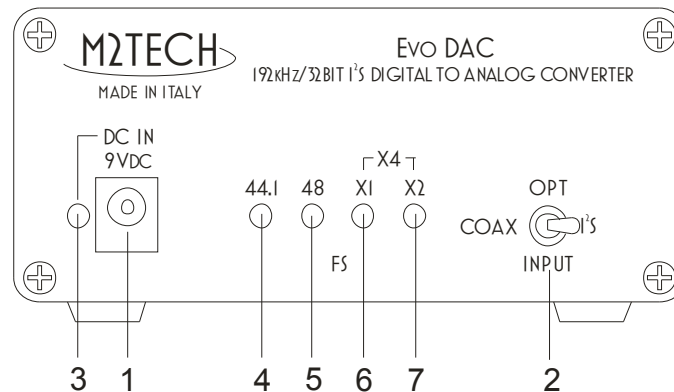 M2TECH
MADE IN ITALY
EVO DAC
192KHZ/32BIT I²S DIGITAL TO ANALOG CONVERTER
DC IN
9VDC
X4
44.1 48 X1 X2
FS
OPT
COAX I²S
INPUT
3 1 4 5 6 7 2